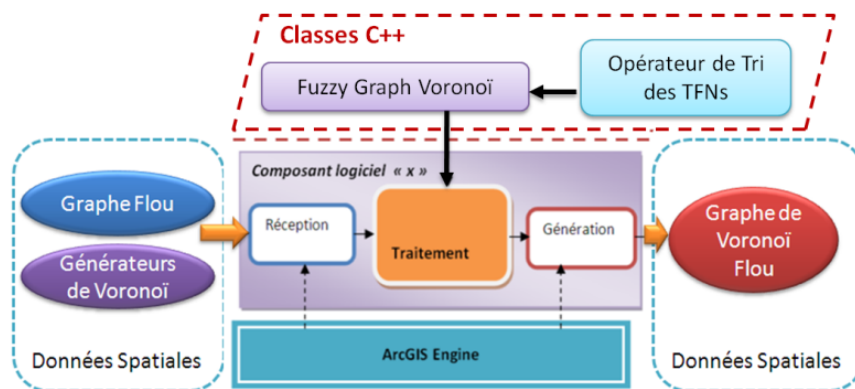 Classes C++
Fuzzy Graph Voronoï
Opérateur de Tri
des TFNs
Composant logiciel « x »
Graphe Flou
Générateurs
de Voronoï
Données Spatiales
Réception
Traitement
Génération
Graphe de
Voronoï
Flou
Données Spatiales
ArcGIS Engine